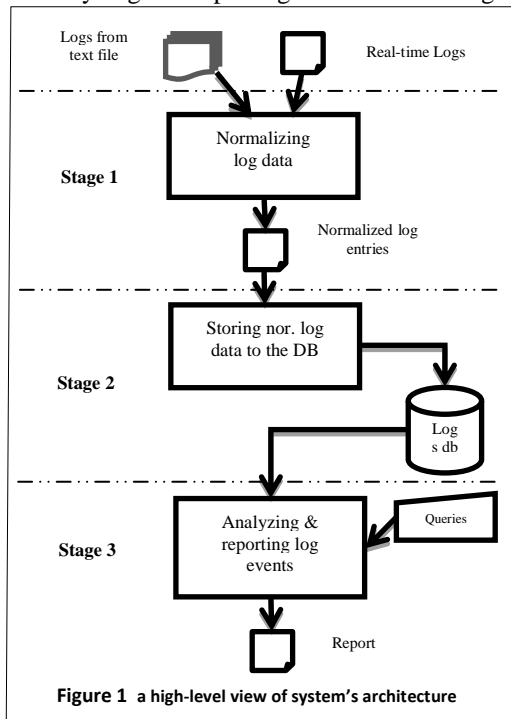 Logs from
text file
Real-time Logs
Normalizing
log data
Stage 1
Normalized log
entries
Storing nor. log
data to the DB
Stage 2
Log
s db
Analyzing &
reporting log
events
Queries
Stage 3
Report
Figure 1 a high-level view of system's architecture